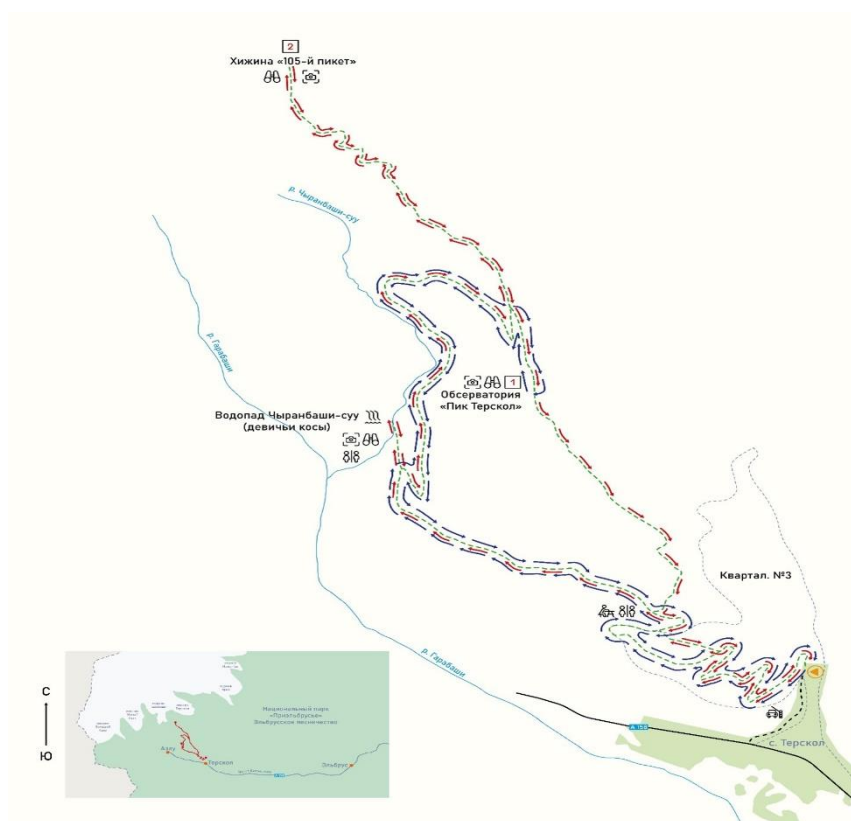 2
Хижина «105-й пикет»
р. Чыранбаши-суу
р. Гарабаши
1
Обсерватория
«Пик Терскол»
Водопад Чыранбаши-суу
(девичьи косы)
Квартал. №3
р. Гарабаши
А 158
с. Терскол
С
Ю
Национальный парк
«Приэльбрусье»
Эльбрусское лесничество
Азау
Терскол
Эльбрус